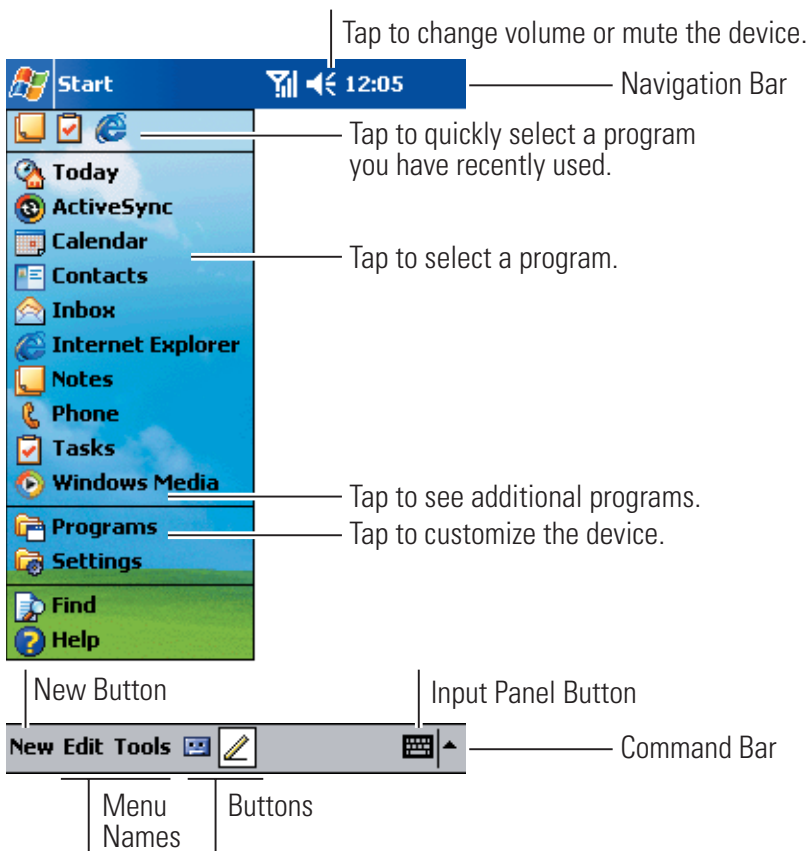 Tap to change volume or mute the device.
Start 12:05
Navigation Bar
Tap to quickly select a program
you have recently used.
Today
ActiveSync
Calendar
Tap to select a program.
Contacts
Inbox
Internet Explorer
Notes
Phone
Tasks
Windows Media
Tap to see additional programs.
Programs
Tap to customize the device.
Settings
Find
Help
New Button
Input Panel Button
New Edit Tools
Command Bar
Menu
Names
Buttons